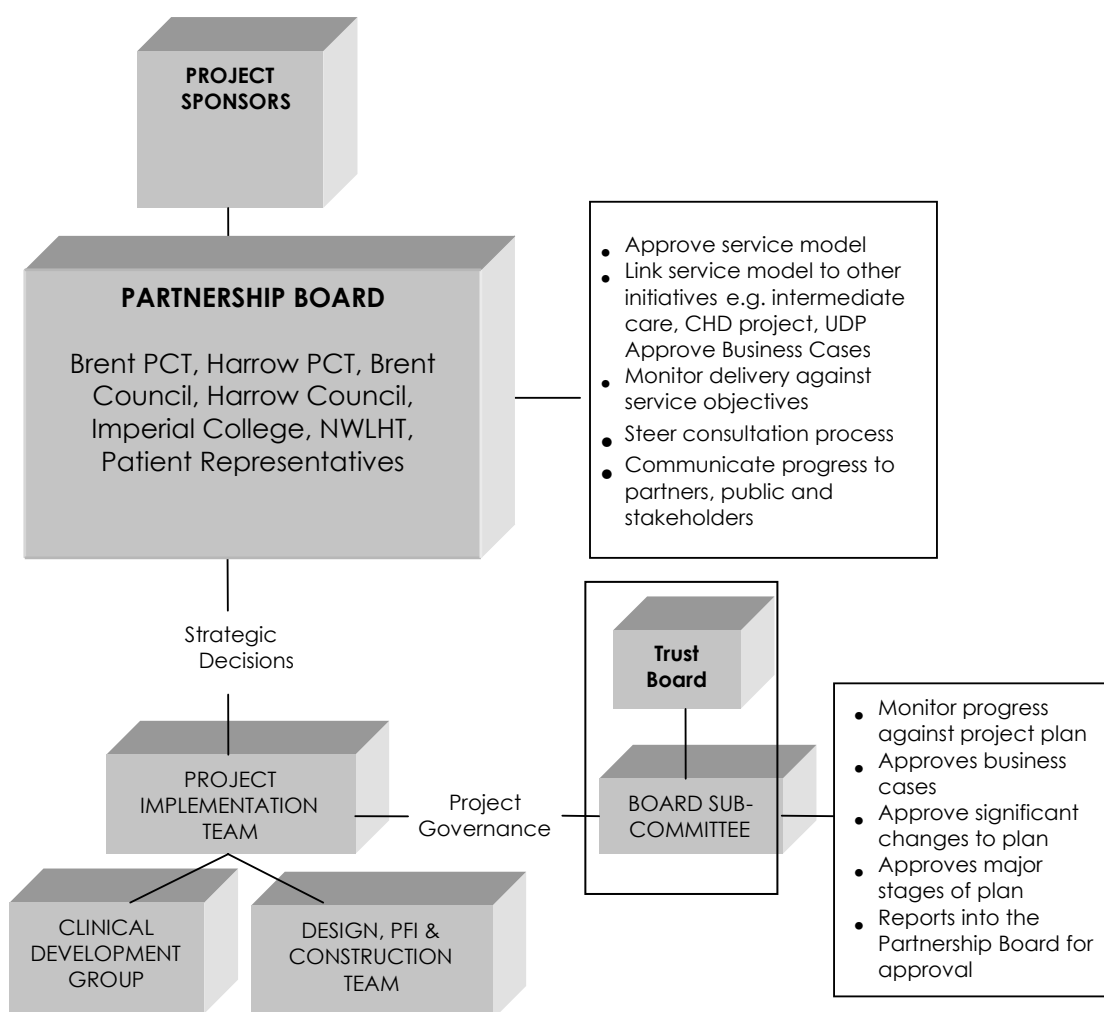 PROJECT
SPONSORS
PARTNERSHIP BOARD
Brent PCT, Harrow PCT, Brent
Council, Harrow Council,
Imperial College, NWLHT,
Patient Representatives
• Approve service model
• Link service model to other
initiatives e.g. intermediate
care, CHD project, UDP
Approve Business Cases
• Monitor delivery against
service objectives
• Steer consultation process
• Communicate progress to
partners, public and
stakeholders
Strategic
Decisions
Trust
Board
PROJECT
IMPLEMENTATION
TEAM
Project
Governance
BOARD SUB-
COMMITTEE
• Monitor progress
against project plan
• Approves business
cases
• Approve significant
changes to plan
• Approves major
stages of plan
• Reports into the
Partnership Board for
approval
CLINICAL
DEVELOPMENT
GROUP
DESIGN, PFI &
CONSTRUCTION
TEAM